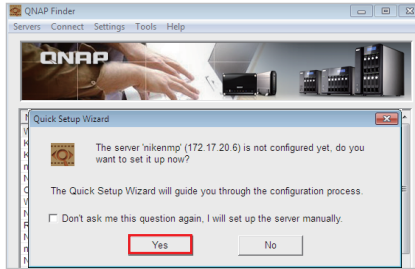 QNAP Finder
Servers Connect Settings Tools Help
QNAP
Quick Setup Wizard
The server 'nikenmp' (172.17.20.6) is not configured yet, do you
want to set it up now?
The Quick Setup Wizard will guide you through the configuration process.
Don't ask me this question again, I will set up the server manually.
Yes No